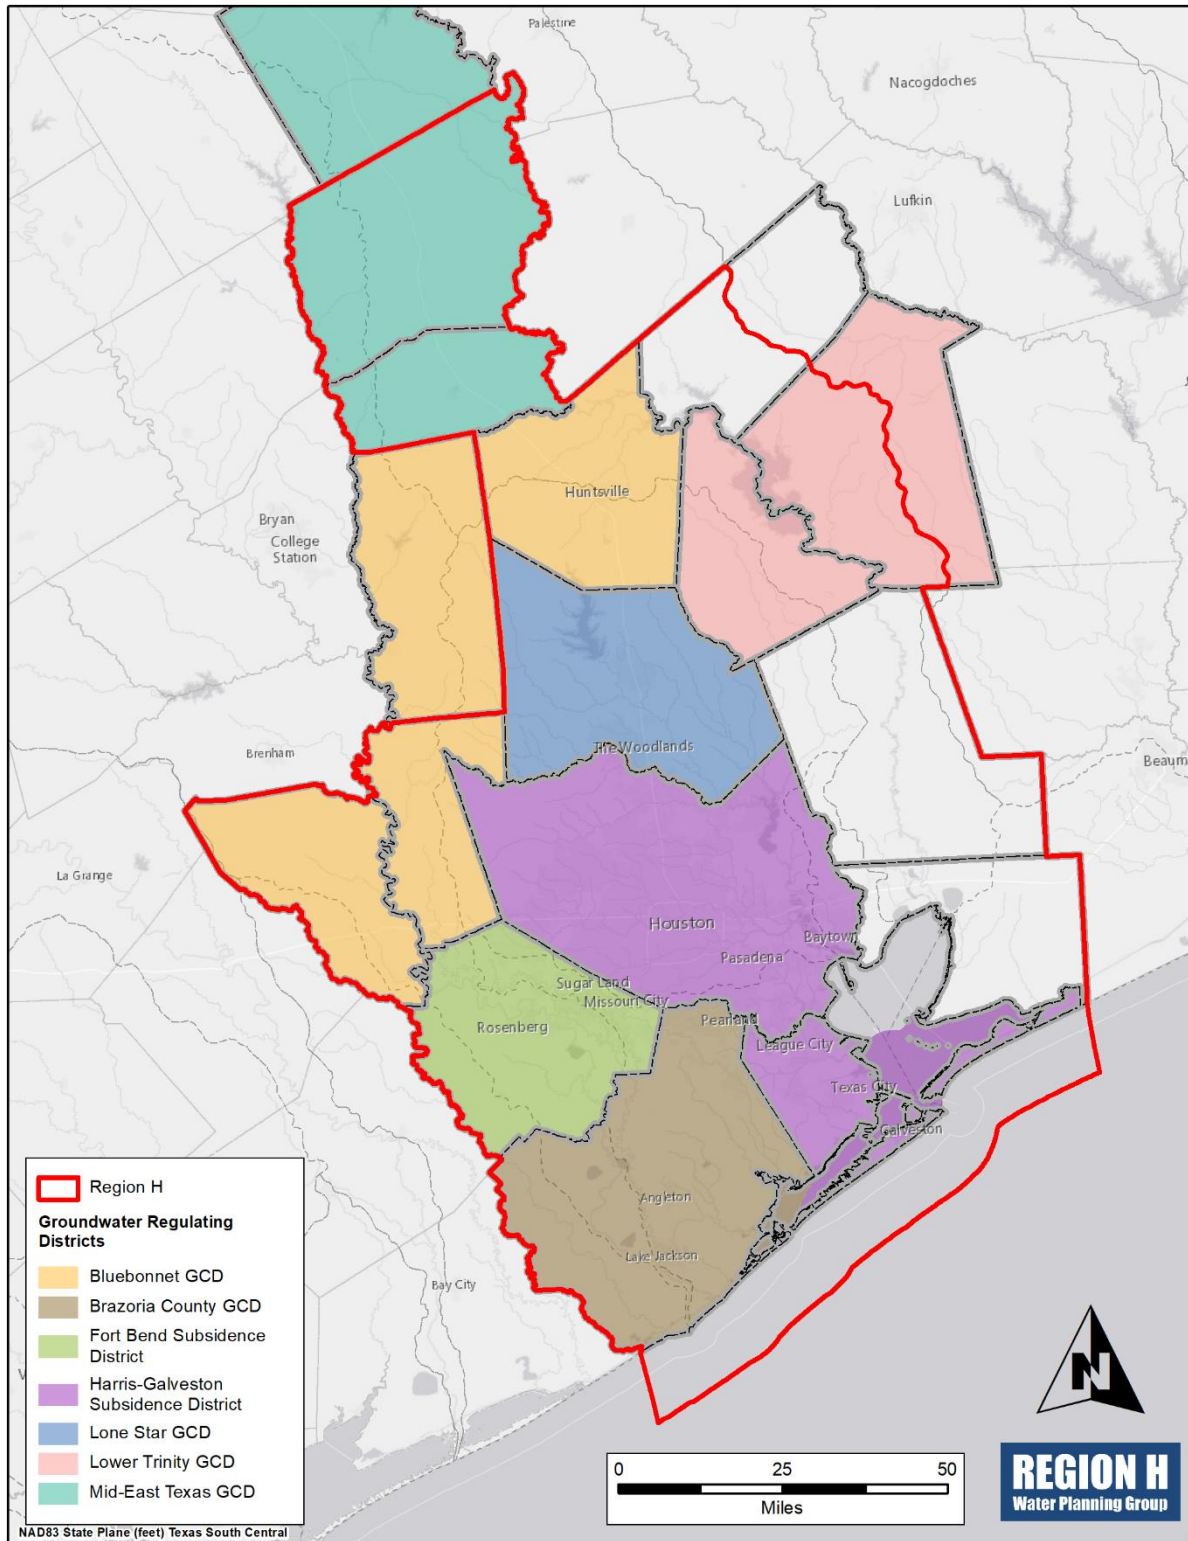 Palestine
Nacogdoches
Lufkin
Huntsville
Bryan
College
Station
The Woodlands
Brenham
Beaum
La Grange
Houston
Baytown
Pasadena
Sugar Land
Missouri City
Pearland
Rosenberg
League City
Texas City
Galveston
Angleton
Lake Jackson
Bay City
Region H
Groundwater Regulating
Districts
Bluebonnet GCD
Brazoria County GCD
Fort Bend Subsidence
District
Harris-Galveston
Subsidence District
Lone Star GCD
Lower Trinity GCD
Mid-East Texas GCD
NAD83 State Plane (feet) Texas South Central
0 25 50
Miles
N
REGION H
Water Planning Group